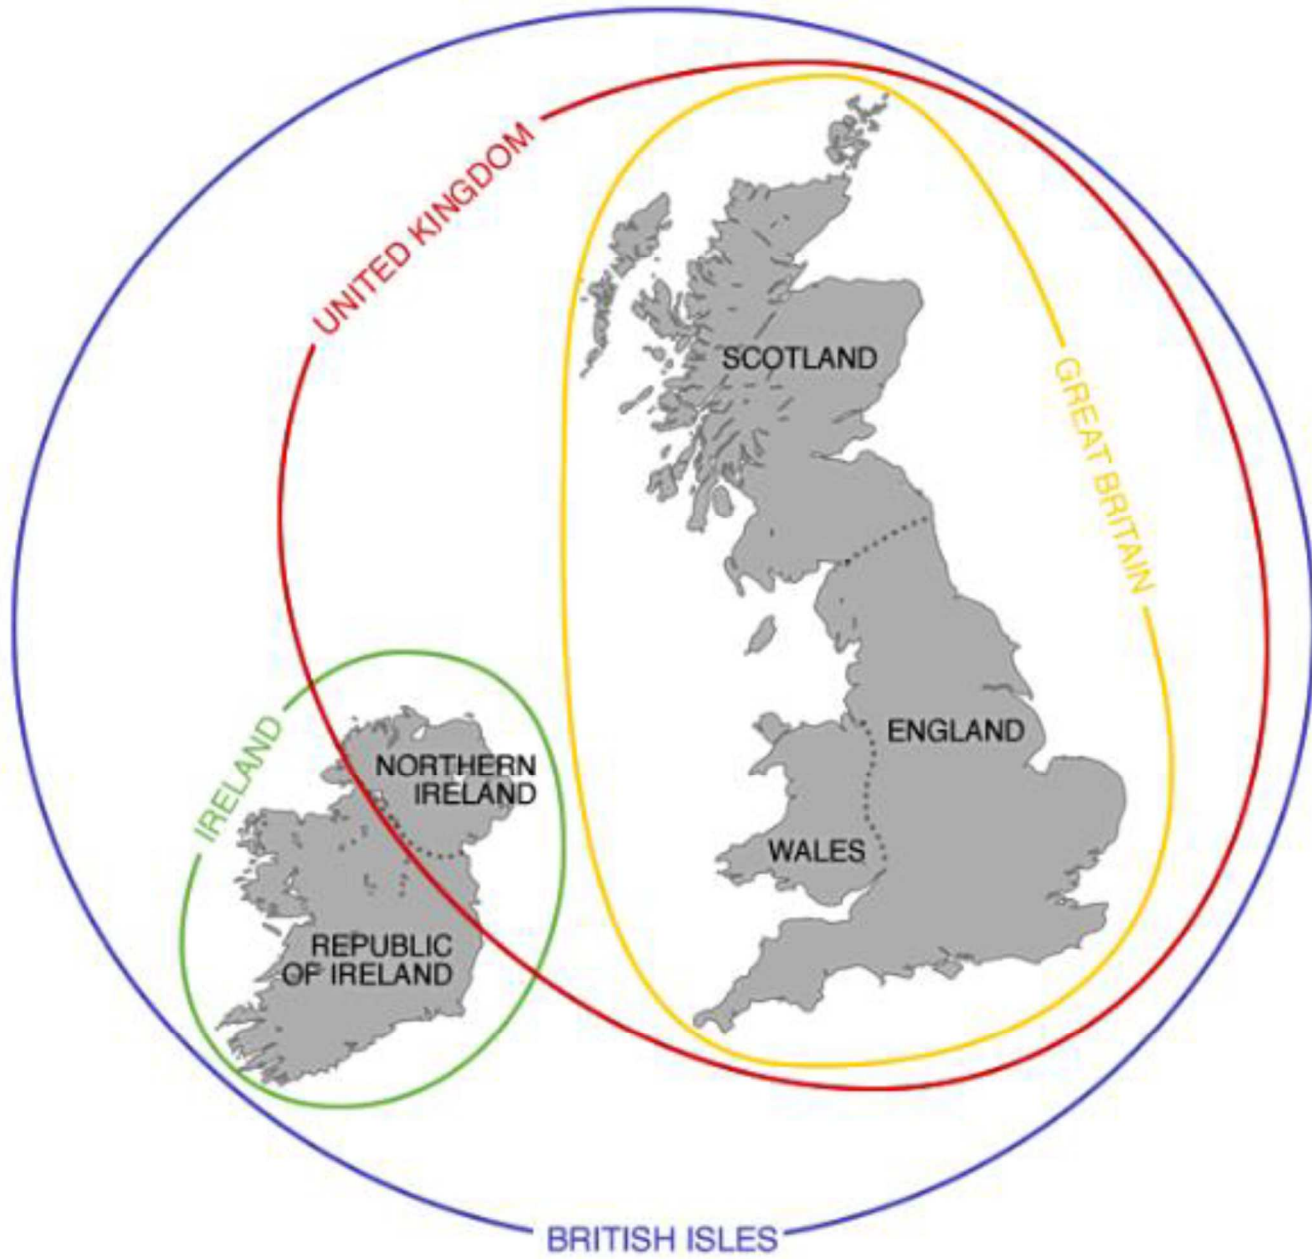 UNITED KINGDOM
SCOTLAND
GREAT BRITAIN
ENGLAND
IRELAND
NORTHERN
IRELAND
WALES
REPUBLIC
OF IRELAND
BRITISH ISLES